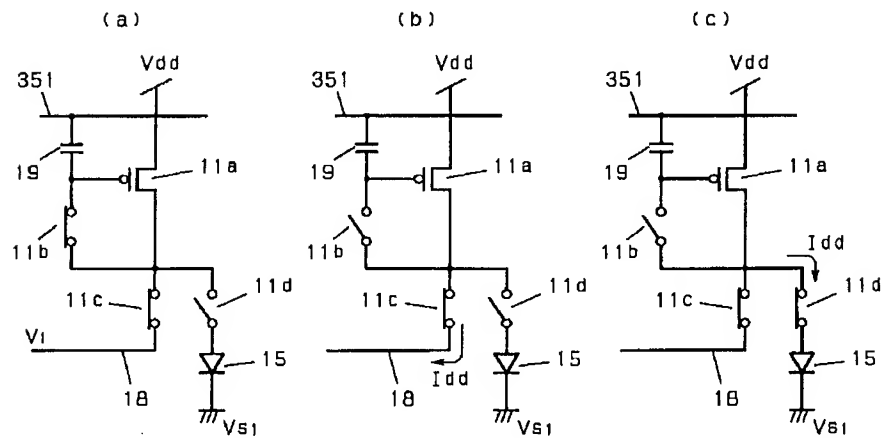 (a) (b) (c)
Vdd Vdd Vdd
351 351 351
19 11a 19 11a 19 11a
11b 11b 11b Idd
11c 11d 11c 11d 11c 11d
V1 15 15 15
18 18 Idd 18
Vs1 Vs1 Vs1